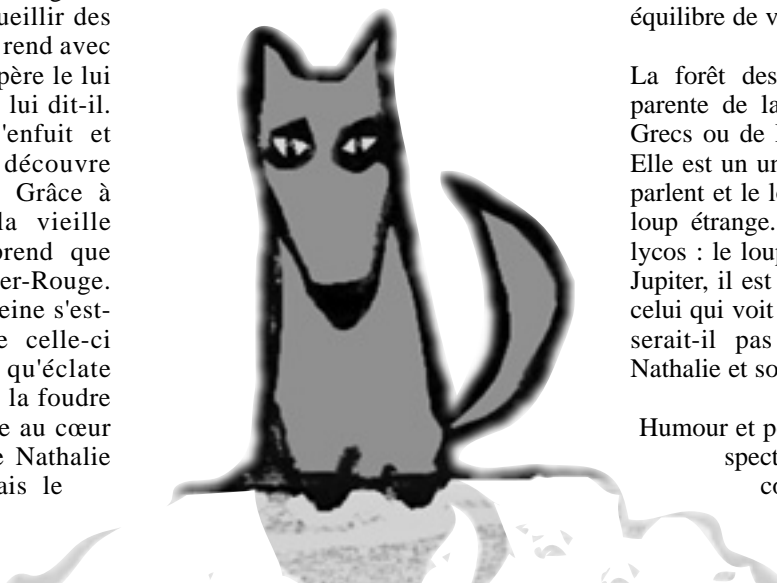 ueillir des
rend avec
père le lui
lui dit-il.
'enfuit et
découvre
Grâce à
la vieille
prend que
er-Rouge.
eine s'est-
e celle-ci
qu'éclate
la foudre
e au cœur
e Nathalie
ais le
équilibre de v
La forêt des
parente de la
Grecs ou de l
Elle est un un
parlent et le l
loup étrange.
lycos : le loup
Jupiter, il est
celui qui voit
serait-il pas
Nathalie et so
Humour et p
spect
co